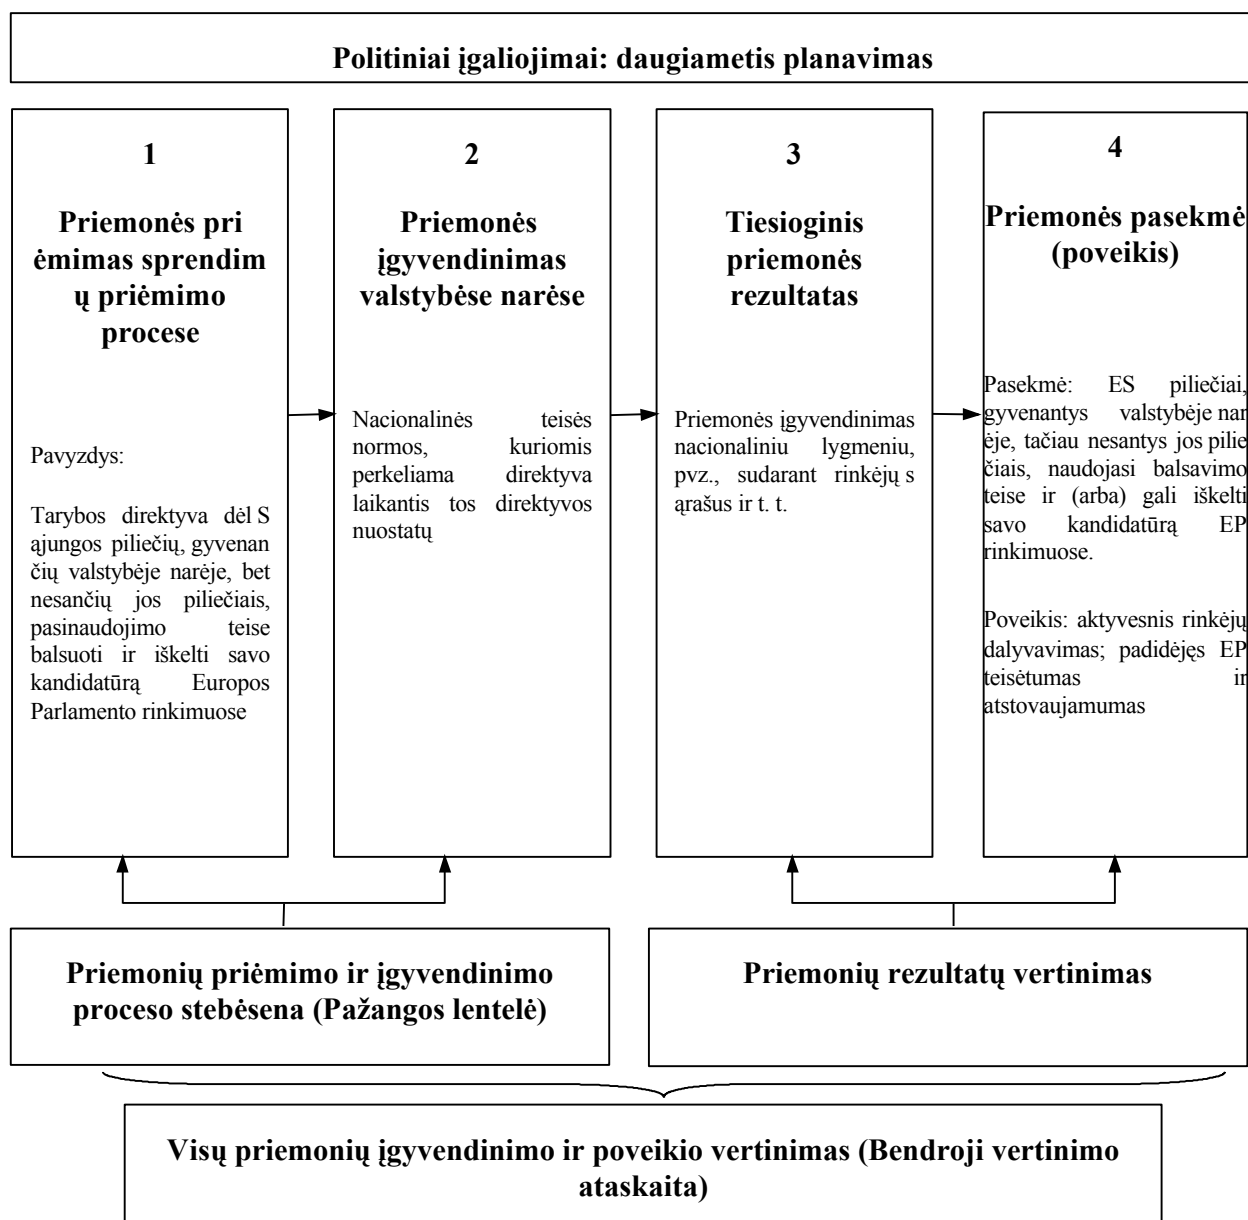 Politiniai įgaliojimai: daugiametis planavimas
1
Priemonės pri
ėmimas sprendim
ų priėmimo
procese
Pavyzdys:
Tarybos direktyva dėl S
ąjungos piliečių, gyvenan
čių valstybėje narėje, bet
nesančių jos piliečiais,
pasinaudojimo teise
balsuoti ir iškelti savo
kandidatūrą Europos
Parlamento rinkimuose
2
Priemonės
įgyvendinimas
valstybėse narėse
Nacionalinės teisės
normos, kuriomis
perkeliama direktyva
laikantis tos direktyvos
nuostatų
3
Tiesioginis
priemonės
rezultatas
Priemonės įgyvendinimas
nacionaliniu lygmeniu,
pvz., sudarant rinkėjų s
ąrašus ir t. t.
4
Priemonės pasekmė
(poveikis)
Pasekmė: ES piliečiai,
gyvenantys valstybėje nar
ėje, tačiau nesantys jos pilie
čiais, naudojasi balsavimo
teise ir (arba) gali iškelti
savo kandidatūrą EP
rinkimuose.
Poveikis: aktyvesnis rinkėjų
dalyvavimas; padidėjęs EP
teisėtumas ir
atstovaujamumas
Priemonių priėmimo ir įgyvendinimo
proceso stebėsena (Pažangos lentelė)
Priemonių rezultatų vertinimas
Visų priemonių įgyvendinimo ir poveikio vertinimas (Bendroji vertinimo
ataskaita)